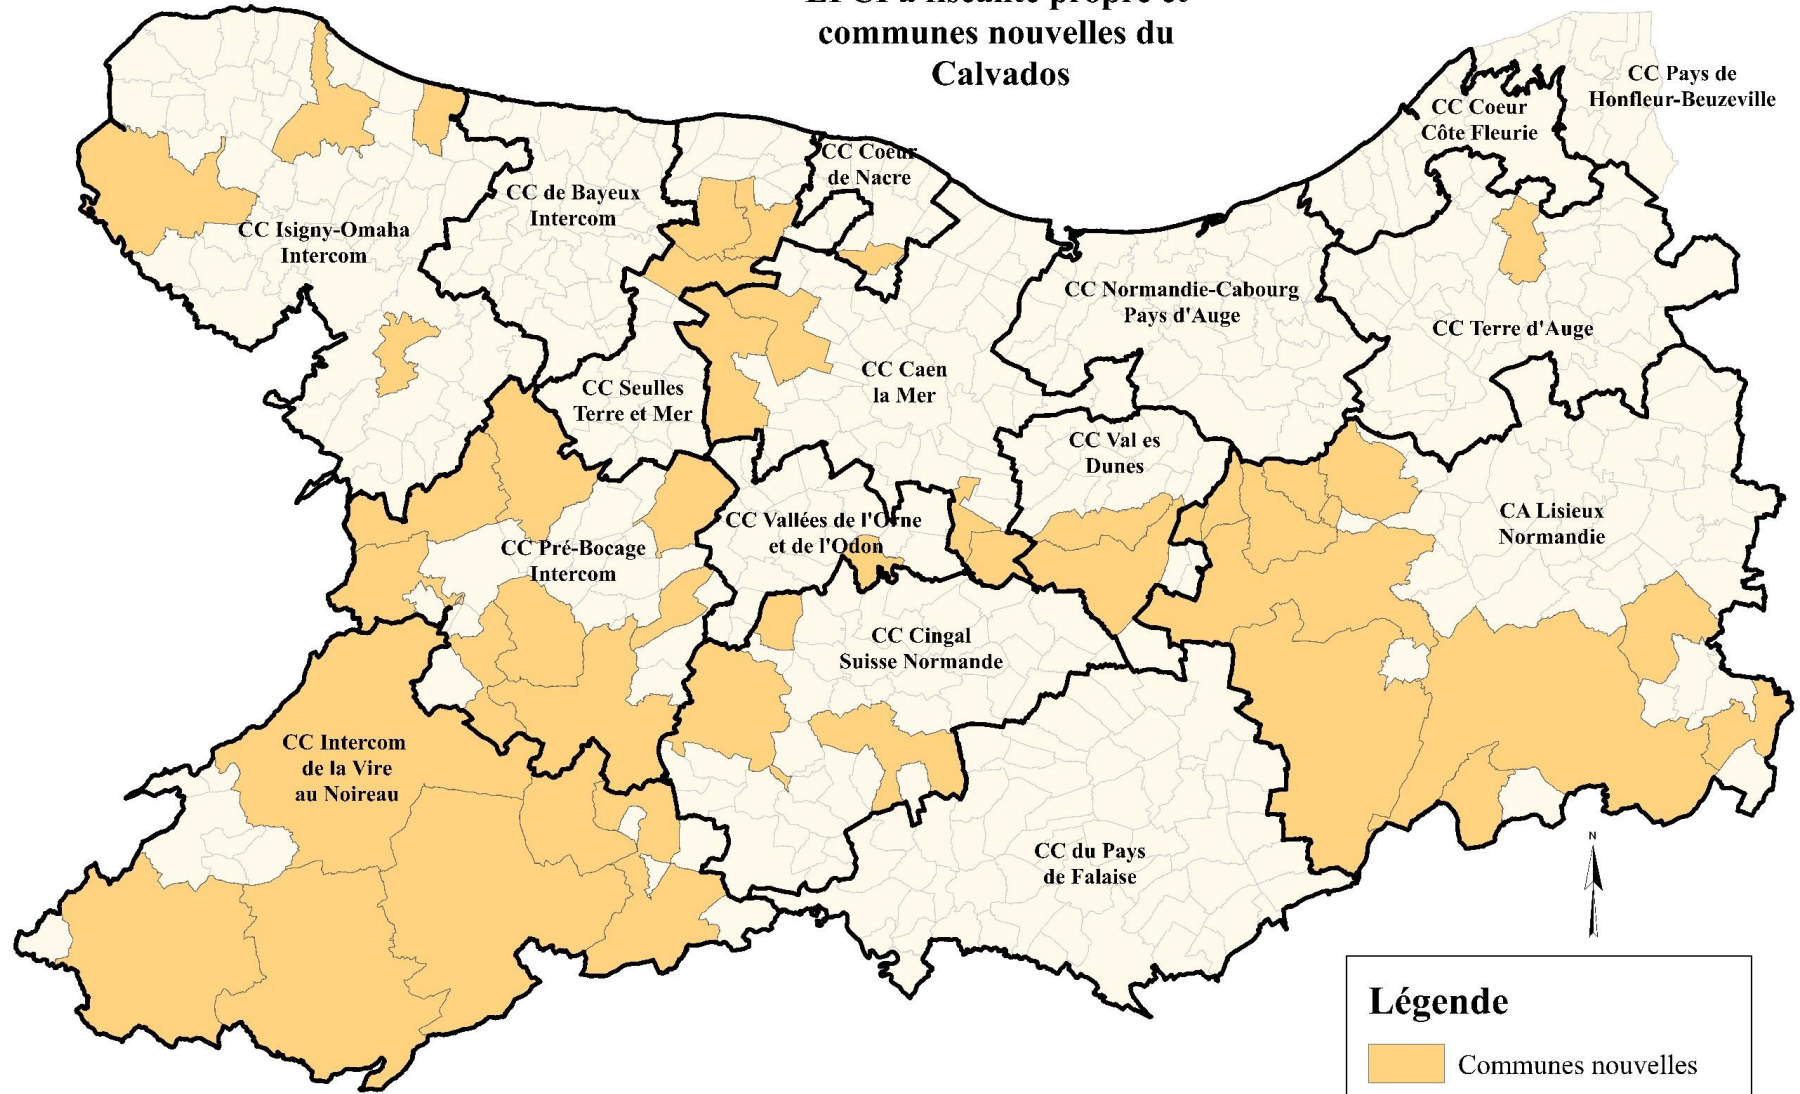 communes nouvelles du
Calvados
CC Pays de
Honfleur-Beuzeville
CC Coeur
Côte Fleurie
CC Coeur
de Nacre
CC de Bayeux
Intercom
CC Isigny-Omaha
Intercom
CC Normandie-Cabourg
Pays d'Auge
CC Terre d'Auge
CC Caen
la Mer
CC Seulles
Terre et Mer
CC Val es
Dunes
CA Lisieux
Normandie
CC Vallées de l'Orne
et de l'Odon
CC Pré-Bocage
Intercom
CC Cingal
Suisse Normande
CC Intercom
de la Vire
au Noireau
CC du Pays
de Falaise
N
Légende
Communes nouvelles